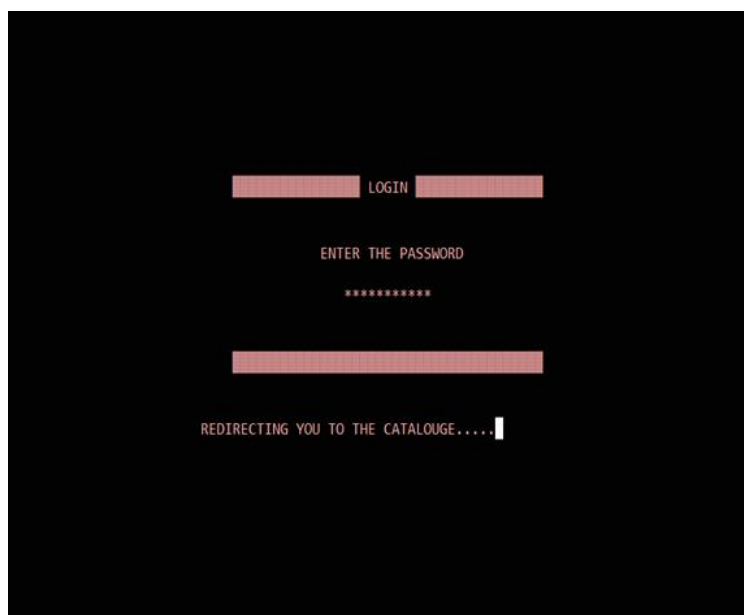 LOGIN
ENTER THE PASSWORD
***********
REDIRECTING YOU TO THE CATALOUGE.....